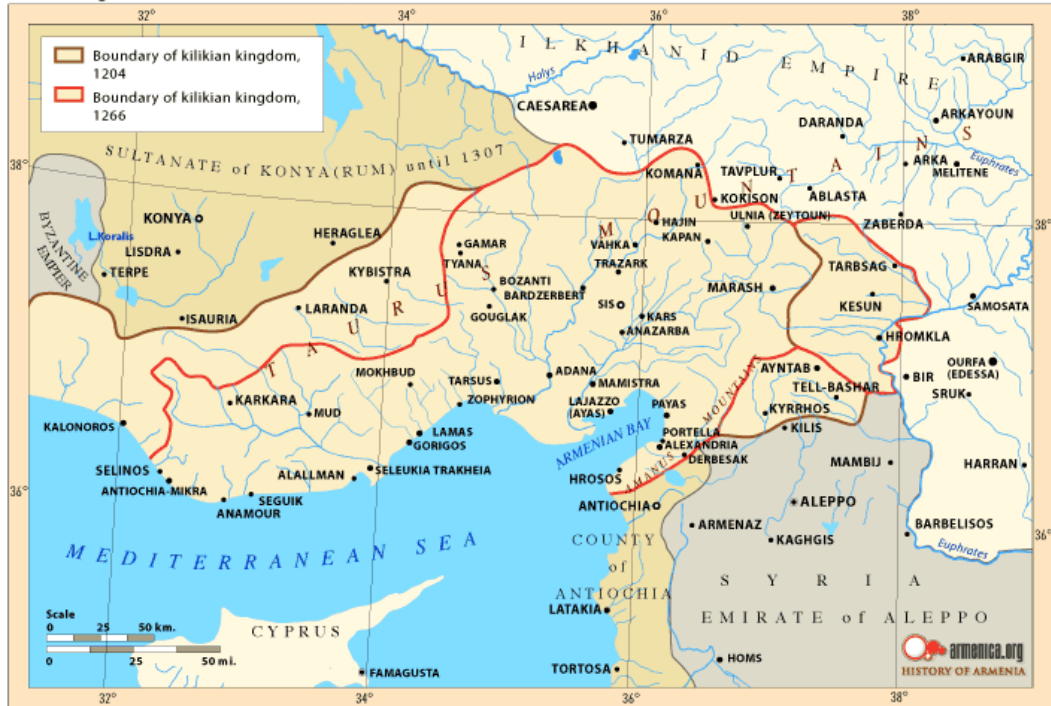 32°
34°
36°
38°
Boundary of kilikian kingdom,
1204
Boundary of kilikian kingdom,
1266
ILKHANID EMPIRE
Halys
ARABGIR
CAESAREA
ARKAYOUN
DARANDA
TUMARZA
Euphrates
38°
SULTANATE of KONYA(RUM) until 1307
KOMANA
TAVPLUR
ARKA
MELITENE
ABLASTA
KOKISON
TAURUS MOUNTAINS
BYZANTINE
EMPIER
KONYA
HAJIN
ULNIA (ZEYTOUN)
ZABERDA
38°
L.Koralis
HERAGLEA
GAMAR
VAHKA
KAPAN
LISDRA
TYANA
TERPE
KYBISTRA
TRAZARK
TARBSAG
BOZANTI
BARDZERBERT
MARASH
SIS
KESUN
SAMOSATA
LARANDA
GOUGLAK
ISAURIA
KARS
ANAZARBA
HROMKLA
OURFA
(EDESSA)
MOKHBUD
ADANA
AYNTAB
BIR
TARSUS
MAMISTRA
TELL-BASHAR
SRUK
KARKARA
ZOPHYRION
LAJAZZO
(AYAS)
PAYAS
MUD
KYRRHOS
KALONOROS
LAMAS
KILIS
ARMENIAN BAY
PORTELLA
GORIGOS
ALEXANDRIA
AMANUS MOUNTAINS
DERBESAK
SELINOS
ALALLMAN
SELEUKIA TRAKHEIA
MAMBIJ
HARRAN
36°
ANTIOCHIA-MIKRA
HROSOS
SEGUIK
ANAMOUR
ANTIOCHIA
ALEPPO
ARMENAZ
BARBELISOS
36°
MEDITERRANEAN SEA
KAGHGIS
Euphrates
COUNTY
of
ANTIOCHIA
SYRIA
LATAKIA
EMIRATE of ALEPPO
Scale
0 25 50 km.
0 25 50 mi.
CYPRUS
armenica.org
HISTORY OF ARMENIA
HOMS
FAMAGUSTA
TORTOSA
32°
34°
36°
38°